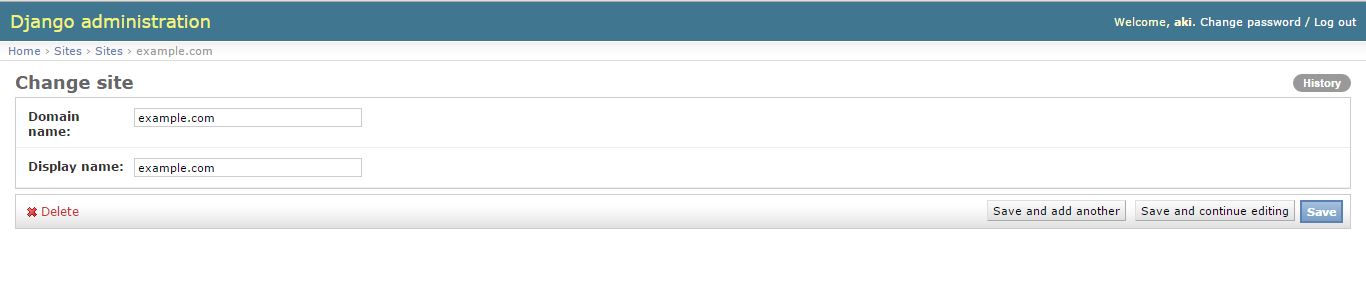 Django administration
Welcome, aki. Change password / Log out
Home › Sites › Sites › example.com
Change site
History
Domain
name:
example.com
Display name:
example.com
Delete
Save and add another
Save and continue editing
Save